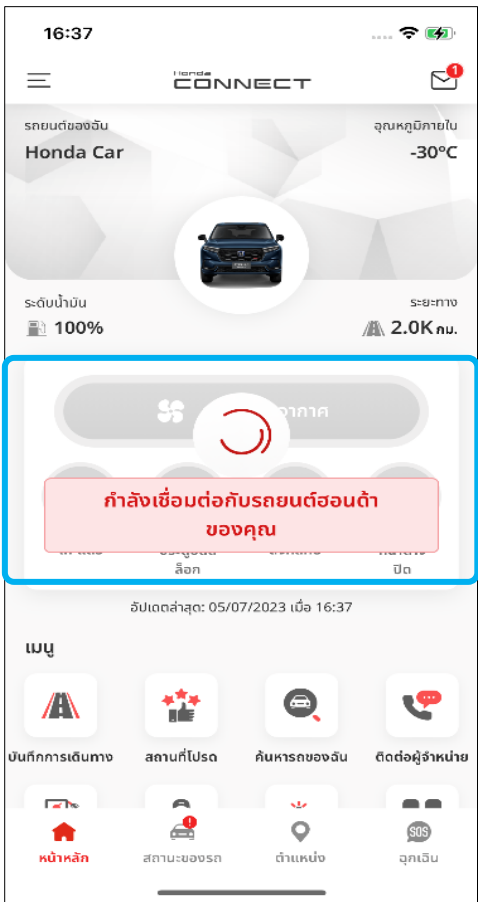 16:37
Honda
CONNECT
1
รถยนต์ของฉัน
อุณหภูมิภายใน
Honda Car
-30°C
ระดับน้ำมัน
ระยะทาง
100%
2.0K กม.
กำลังเชื่อมต่อกับรถยนต์ฮอนด้า
ของคุณ
ล็อก
ปิด
อัปเดตล่าสุด: 05/07/2023 เมื่อ 16:37
เมนู
บันทึกการเดินทาง
สถานที่โปรด
ค้นหารถของฉัน
ติดต่อผู้จำหน่าย
หน้าหลัก
สถานะของรถ
ตำแหน่ง
SOS
ฉุกเฉิน